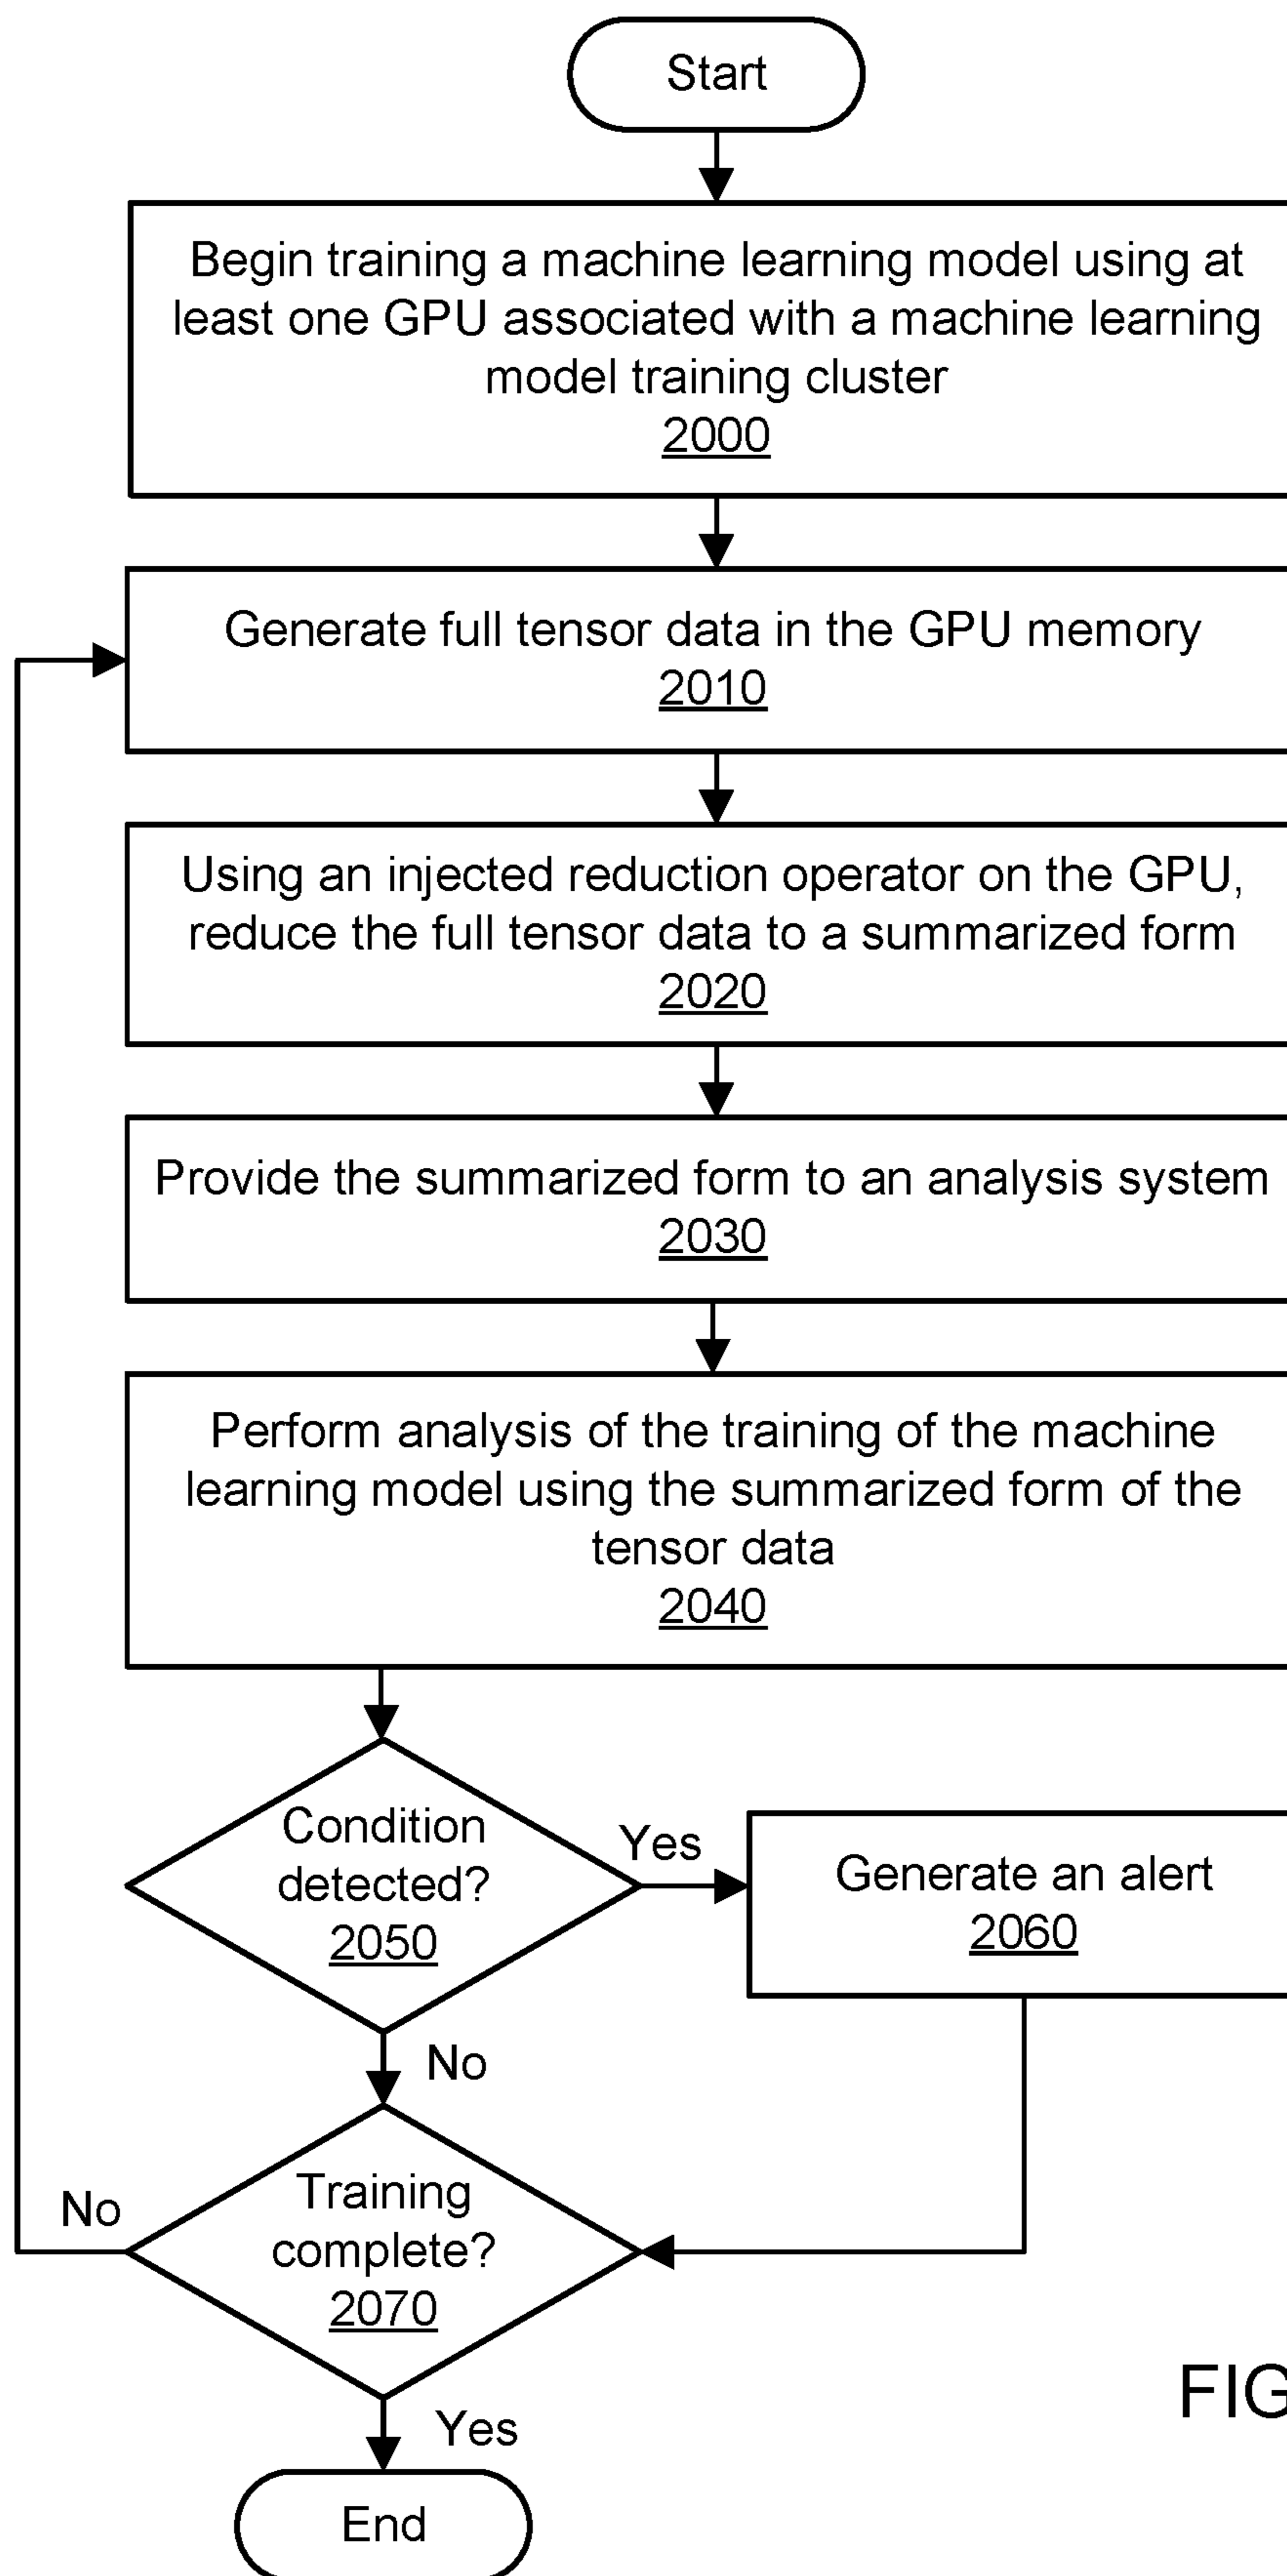 Start
Begin training a machine learning model using at
least one GPU associated with a machine learning
model training cluster
2000
Generate full tensor data in the GPU memory
2010
Using an injected reduction operator on the GPU,
reduce the full tensor data to a summarized form
2020
Provide the summarized form to an analysis system
2030
Perform analysis of the training of the machine
learning model using the summarized form of the
tensor data
2040
Condition
detected?
2050
Yes
Generate an alert
2060
No
Training
complete?
2070
No
Yes
End
FIG